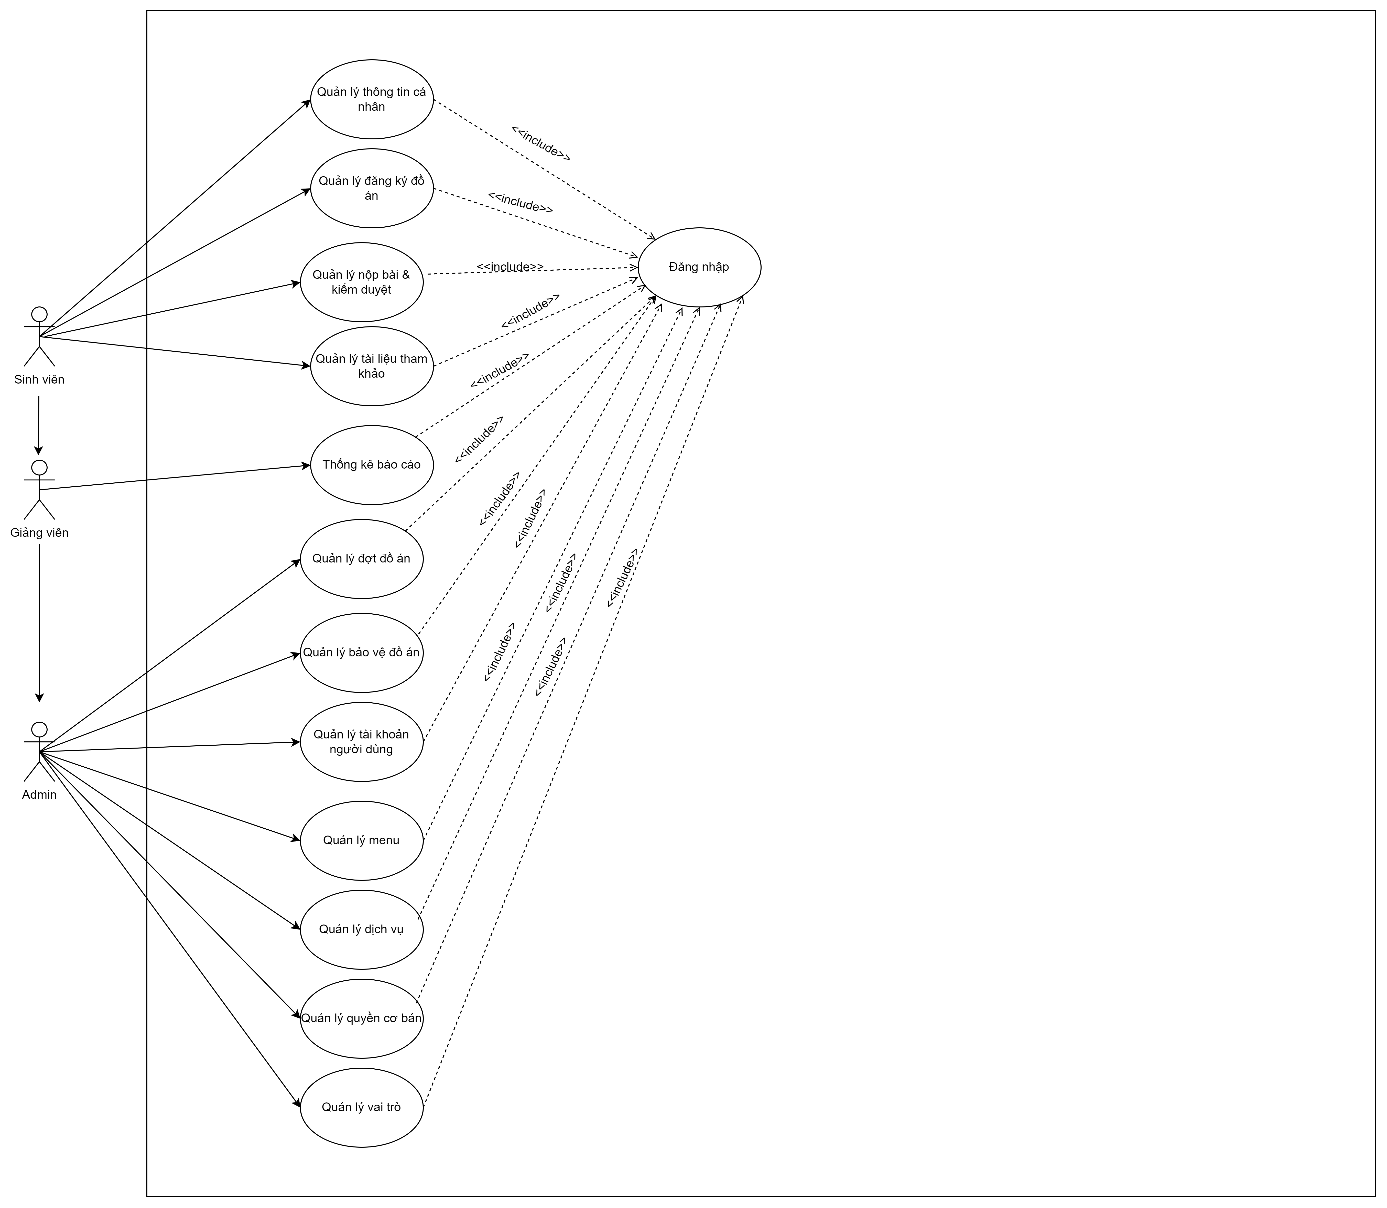 Quản lý thông tin cá
nhân
<<include>>
Quản lý đăng ký đồ
án
<<include>>
Đăng nhập
Quản lý nộp bài &
kiểm duyệt
<<include>>
<<include>>
Sinh viên
Quản lý tài liệu tham
khảo
<<include>>
<<include>>
Thống kê báo cáo
<<include>>
<<include>>
Giảng viên
Quản lý đợt đồ án
<<include>>
<<include>>
Quản lý bảo vệ đồ án
<<include>>
<<include>>
Quản lý tài khoản
người dùng
Admin
Quản lý menu
Quản lý dịch vụ
Quản lý quyền cơ bản
Quản lý vai trò